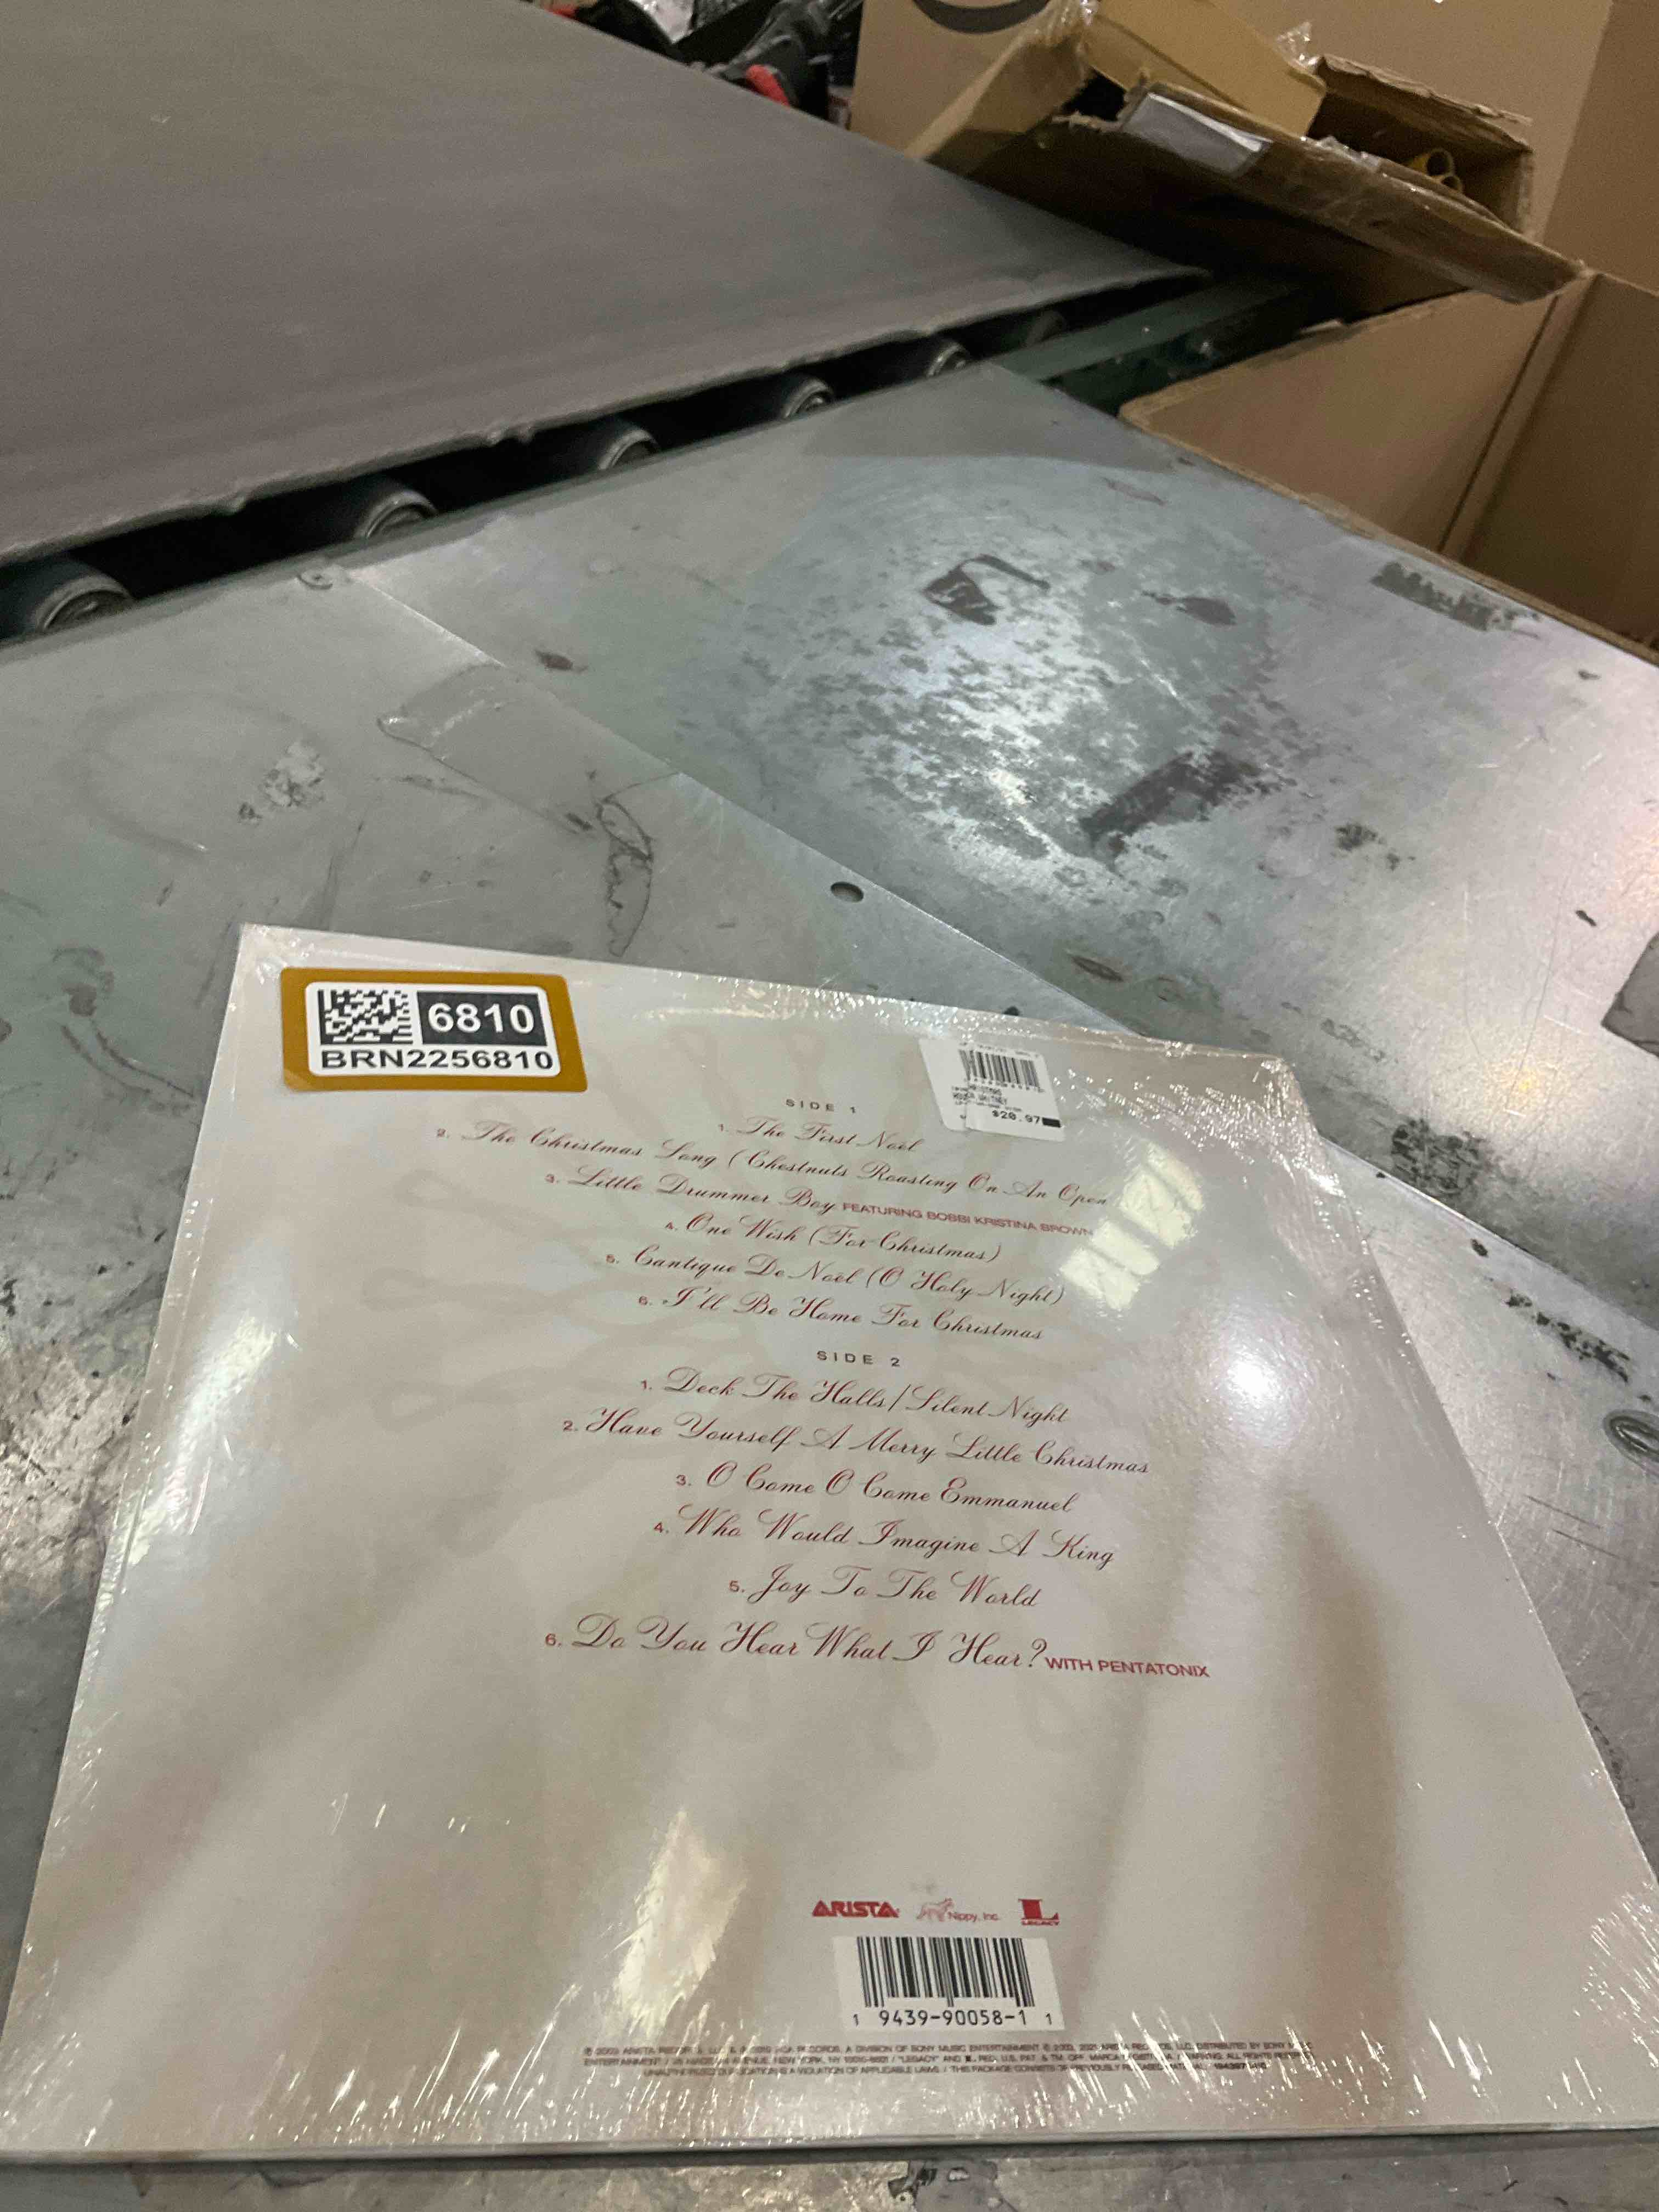 6810
BRN2256810
$20.97
SIDE 1
1. The First Noël
2. The Christmas Song (Chestnuts Roasting On An Open
3. Little Drummer Boy FEATURING BOBBI KRISTINA BROWN
4. One Wish (For Christmas)
5. Cantique De Noël (O Holy Night)
6. I'll Be Home For Christmas
SIDE 2
1. Deck The Halls/Silent Night
2. Have Yourself A Merry Little Christmas
3. O Come O Come Emmanuel
4. Who Would Imagine A King
5. Joy To The World
6. Do You Hear What I Hear? WITH PENTATONIX
ARISTA Nippy, Inc. L LEGACY
1 9439-90058-1 1